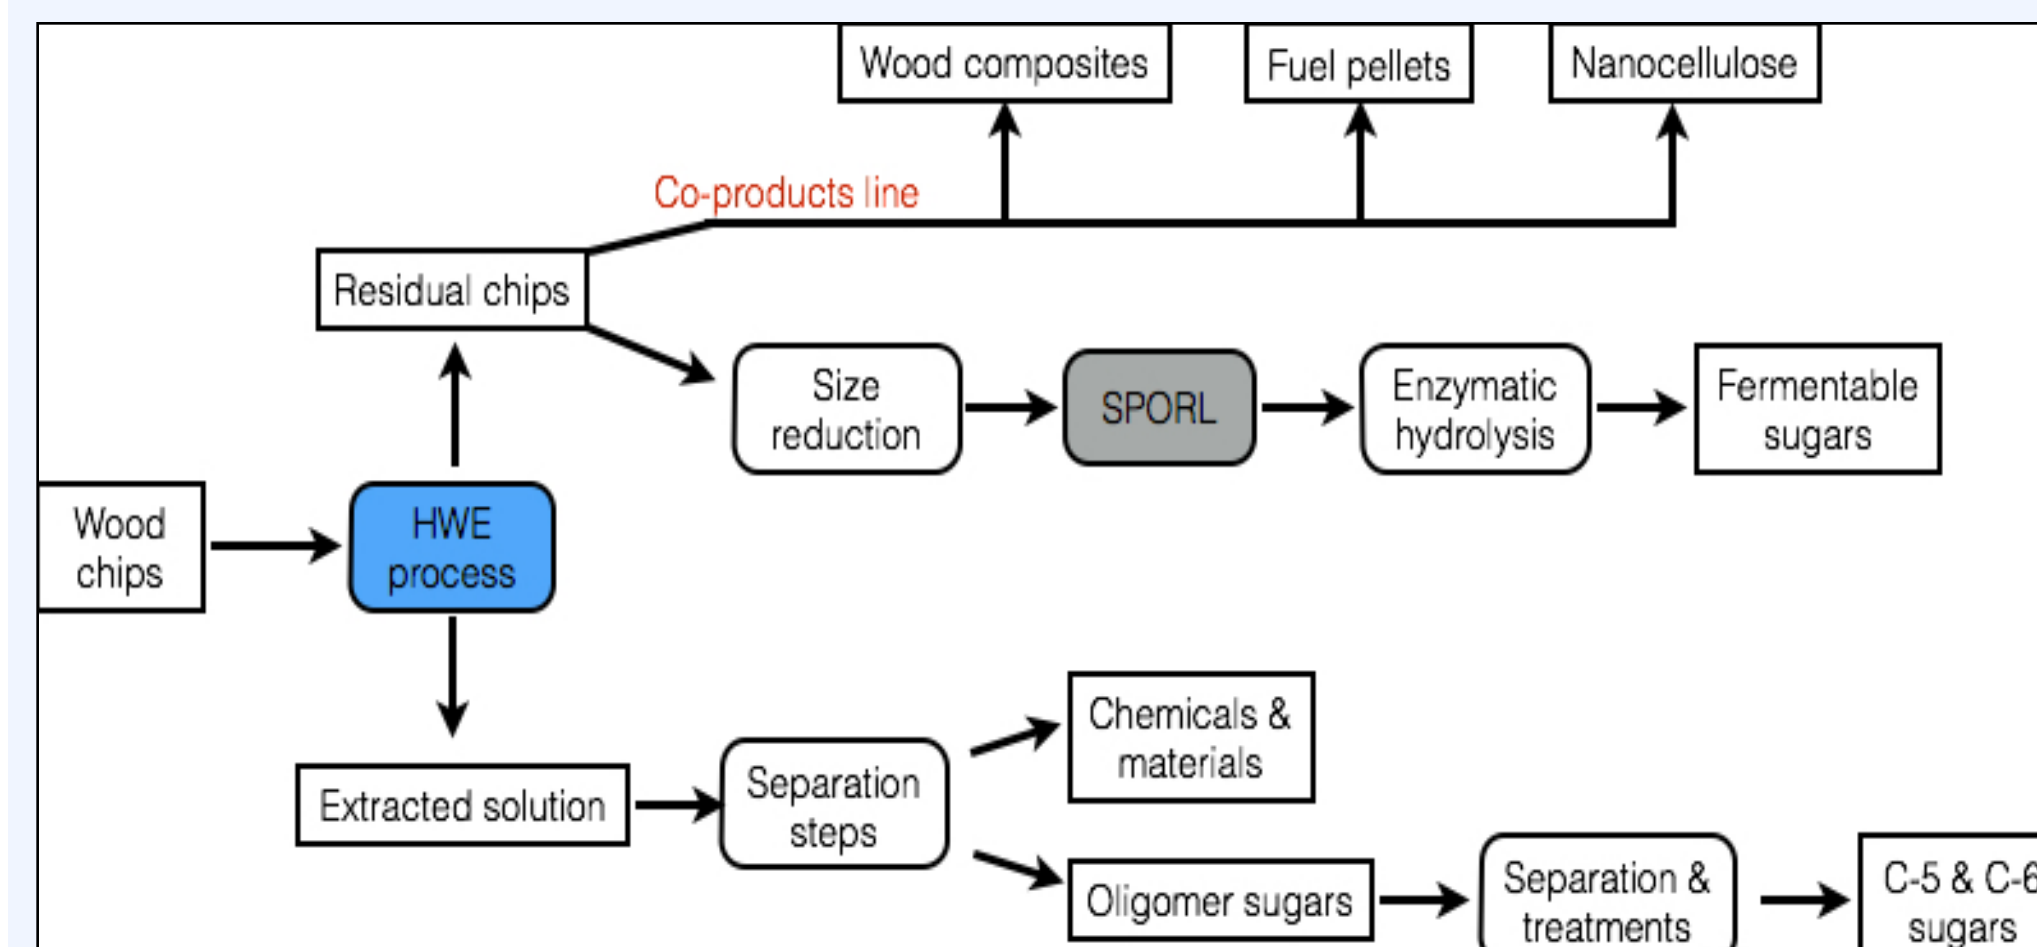 Wood composites
Fuel pellets
Nanocellulose
Co-products line
Residual chips
Size
reduction
SPORL
Enzymatic
hydrolysis
Fermentable
sugars
Wood
chips
HWE
process
Chemicals &
materials
Extracted solution
Separation
steps
Oligomer sugars
Separation &
treatments
C-5 & C-6
sugars